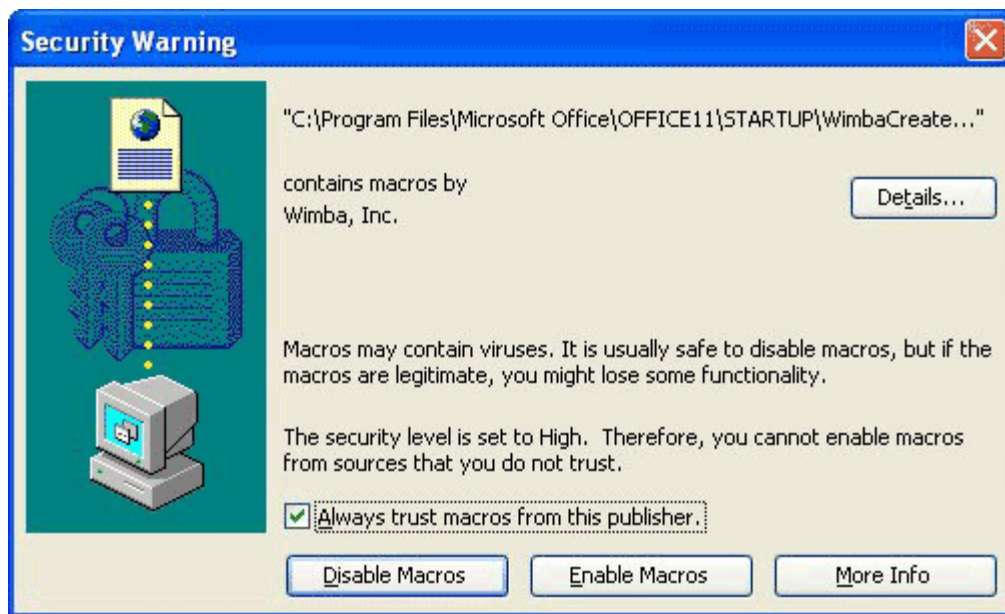 Security Warning
"C:\Program Files\Microsoft Office\OFFICE11\STARTUP\WimbaCreate..."
contains macros by
Wimba, Inc.
Details...
Macros may contain viruses. It is usually safe to disable macros, but if the
macros are legitimate, you might lose some functionality.
The security level is set to High. Therefore, you cannot enable macros
from sources that you do not trust.
Always trust macros from this publisher.
Disable Macros
Enable Macros
More Info